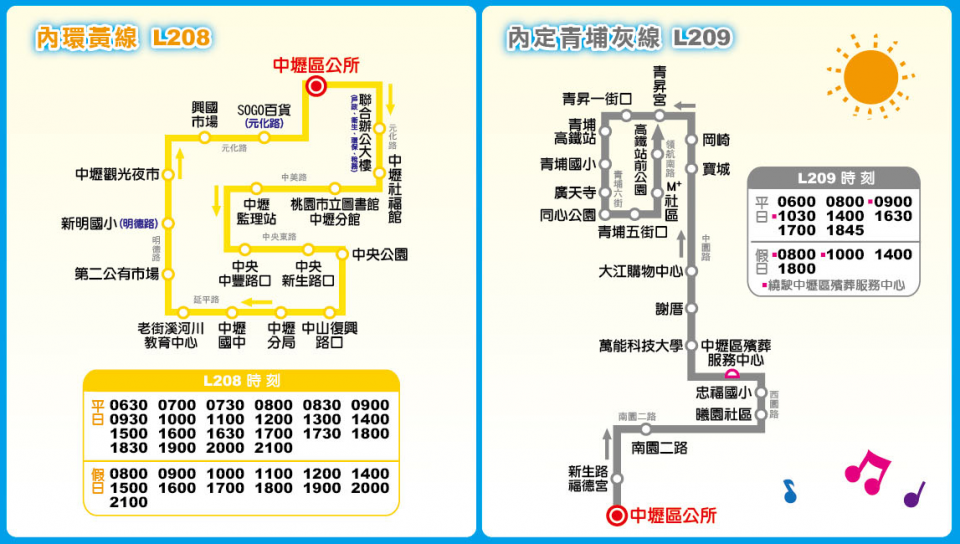 內環黃線 L208
中壢區公所
SOGO百貨
(元化路)
興國
市場
元化路
聯合辦公大樓
元化路
中壢社福館
中美路
中壢觀光夜市
中壢
監理站
桃園市立圖書館
中壢分館
新明國小(明德路)
明德路
中央東路
中央公園
中央
中豐路口
中央
新生路口
第二公有市場
延平路
老街溪河川
教育中心
中壢
國中
中壢
分局
中山復興
路口
L208 時刻
平日
0630 0700 0730 0800 0830 0900
0930 1000 1100 1200 1300 1400
1500 1600 1630 1700 1730 1800
1830 1900 2000 2100
假日
0800 0900 1000 1100 1200 1400
1500 1600 1700 1800 1900 2000
2100
內定青埔灰線 L209
青昇宮
青昇一街口
青埔
高鐵站
高鐵站前公園
領航南路
岡崎
青埔國小
寶城
廣天寺
青埔六街
M+
社區
同心公園
青埔五街口
中園路
大江購物中心
謝厝
萬能科技大學
中壢區殯葬
服務中心
忠福國小
西園路
曦園社區
南園二路
南園二路
新生路
福德宮
中壢區公所
L209 時刻
平日
0600 0800 ▪0900
▪1030 1400 1630
1700 1845
假日
▪0800 ▪1000 1400
1800
▪繞駛中壢區殯葬服務中心